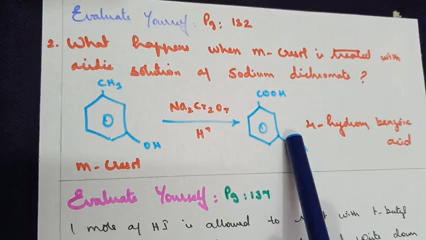 Evaluate Yourself Pg: 132
2. What happens when m-Cresol is treated with
acidic solution of Sodium dichromate?
CH3
COOH
Na2Cr2O7
H+
OH
m-Cresol
benzoic
acid
Evaluate Yourself: Pg: 134
1 mole of HI is allowed to with t-butyl